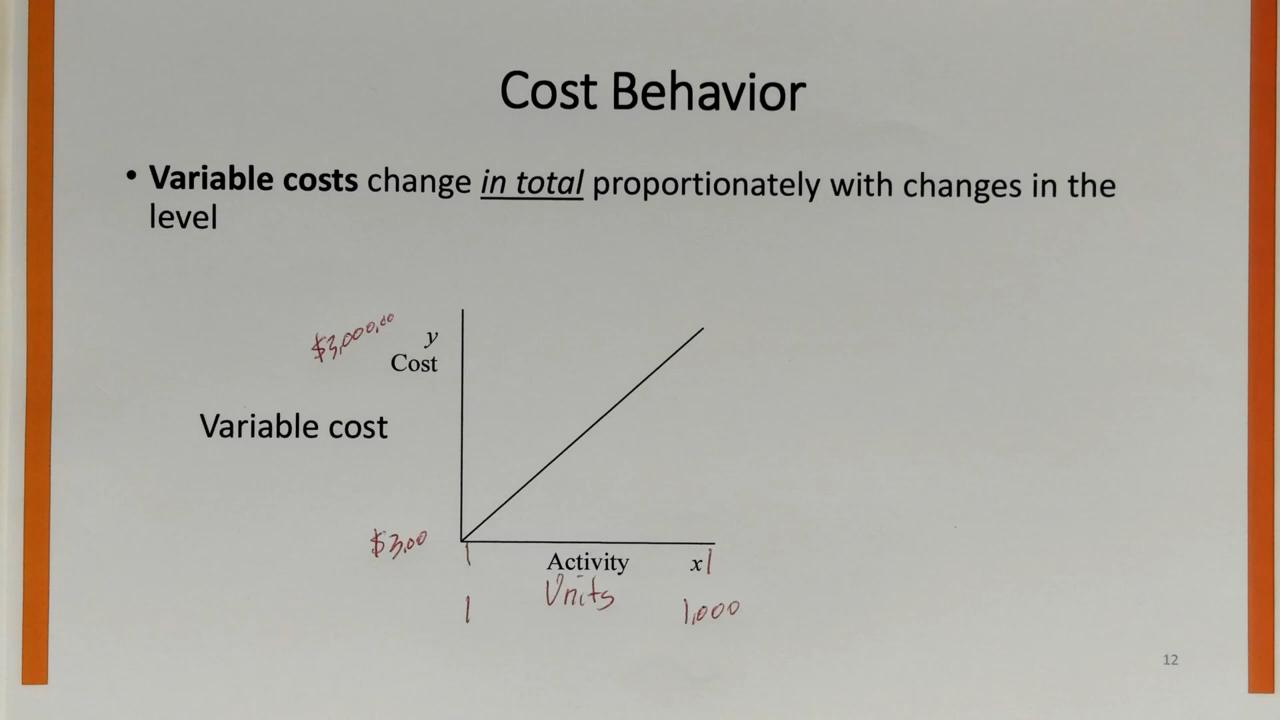 Cost Behavior
• Variable costs change in total proportionately with changes in the
level
$3,000.00
y
Cost
Variable cost
$3.00
Activity x
Units
1 1,000
12